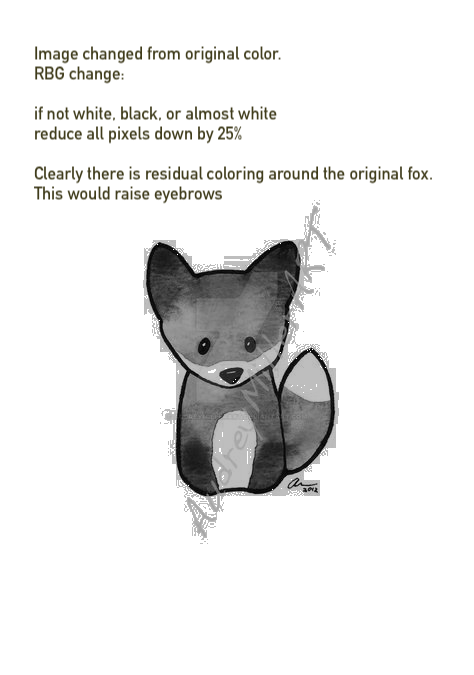 Image changed from original color.
RBG change:
if not white, black, or almost white
reduce all pixels down by 25%
Clearly there is residual coloring around the original fox.
This would raise eyebrows
2012